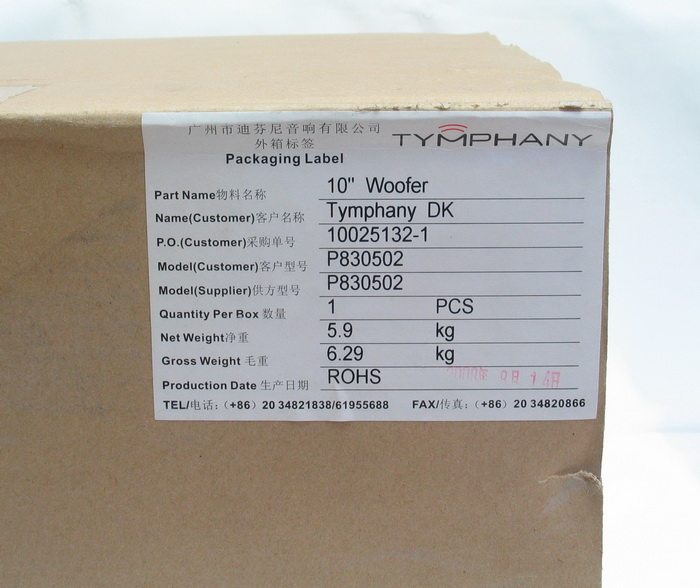 广州市迪芬尼音响有限公司
外箱标签
TYMPHANY
Packaging Label
Part Name物料名称 10" Woofer
Name(Customer)客户名称 Tymphany DK
P.O.(Customer)采购单号 10025132-1
Model(Customer)客户型号 P830502
Model(Supplier)供方型号 P830502
Quantity Per Box 数量 1 PCS
Net Weight净重 5.9 kg
Gross Weight 毛重 6.29 kg
Production Date 生产日期 ROHS
TEL/电话:（+86）20 34821838/61955688 FAX/传真:（+86）20 34820866